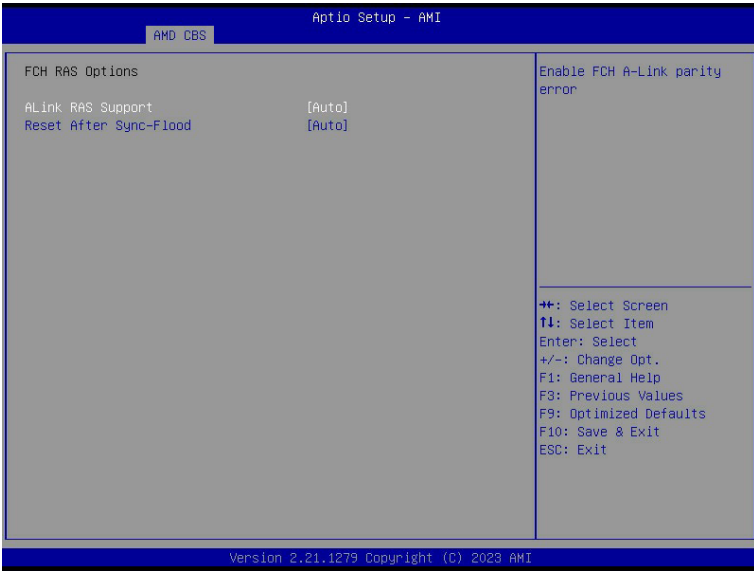 Aptio Setup – AMI
AMD CBS
FCH RAS Options
ALink RAS Support [Auto]
Reset After Sync-Flood [Auto]
Enable FCH A-Link parity
error
→←: Select Screen
↑↓: Select Item
Enter: Select
+/-: Change Opt.
F1: General Help
F3: Previous Values
F9: Optimized Defaults
F10: Save & Exit
ESC: Exit
Version 2.21.1279 Copyright (C) 2023 AMI